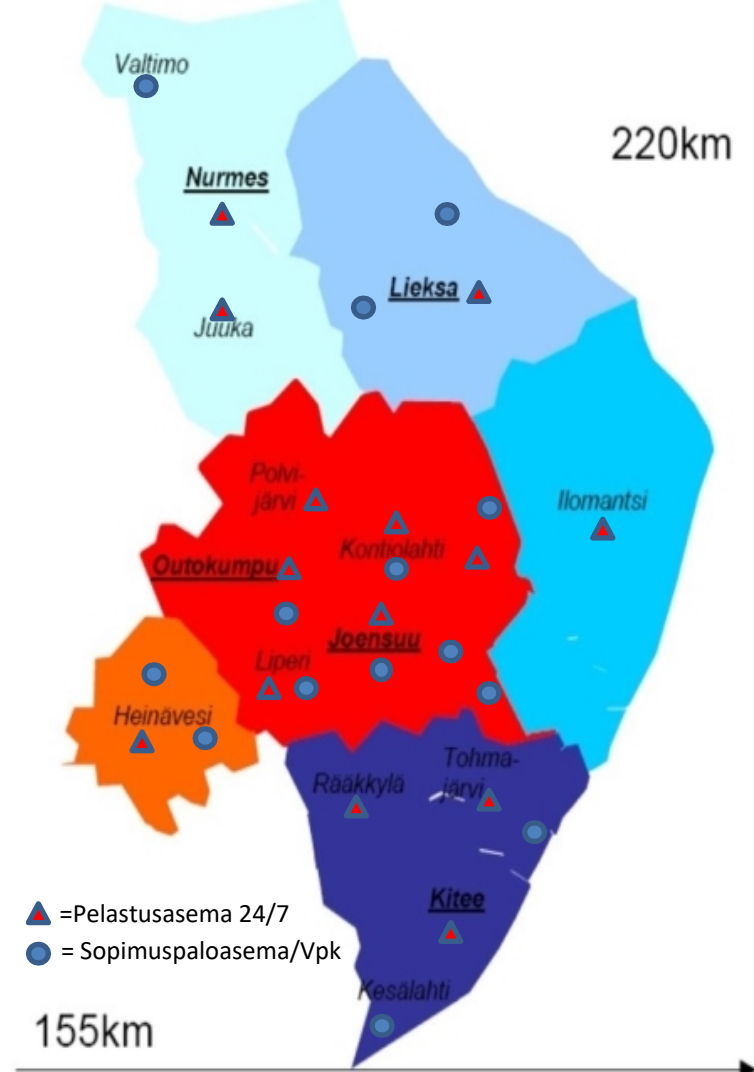 Valtimo
220km
Nurmes
Lieksa
Juuka
Polvi-
järvi
Ilomantsi
Kontiolahti
Outokumpu
Joensuu
Liperi
Heinävesi
Tohma-
järvi
Rääkkylä
Kitee
=Pelastusasema 24/7
= Sopimuspaloasema/Vpk
Kesälahti
155km